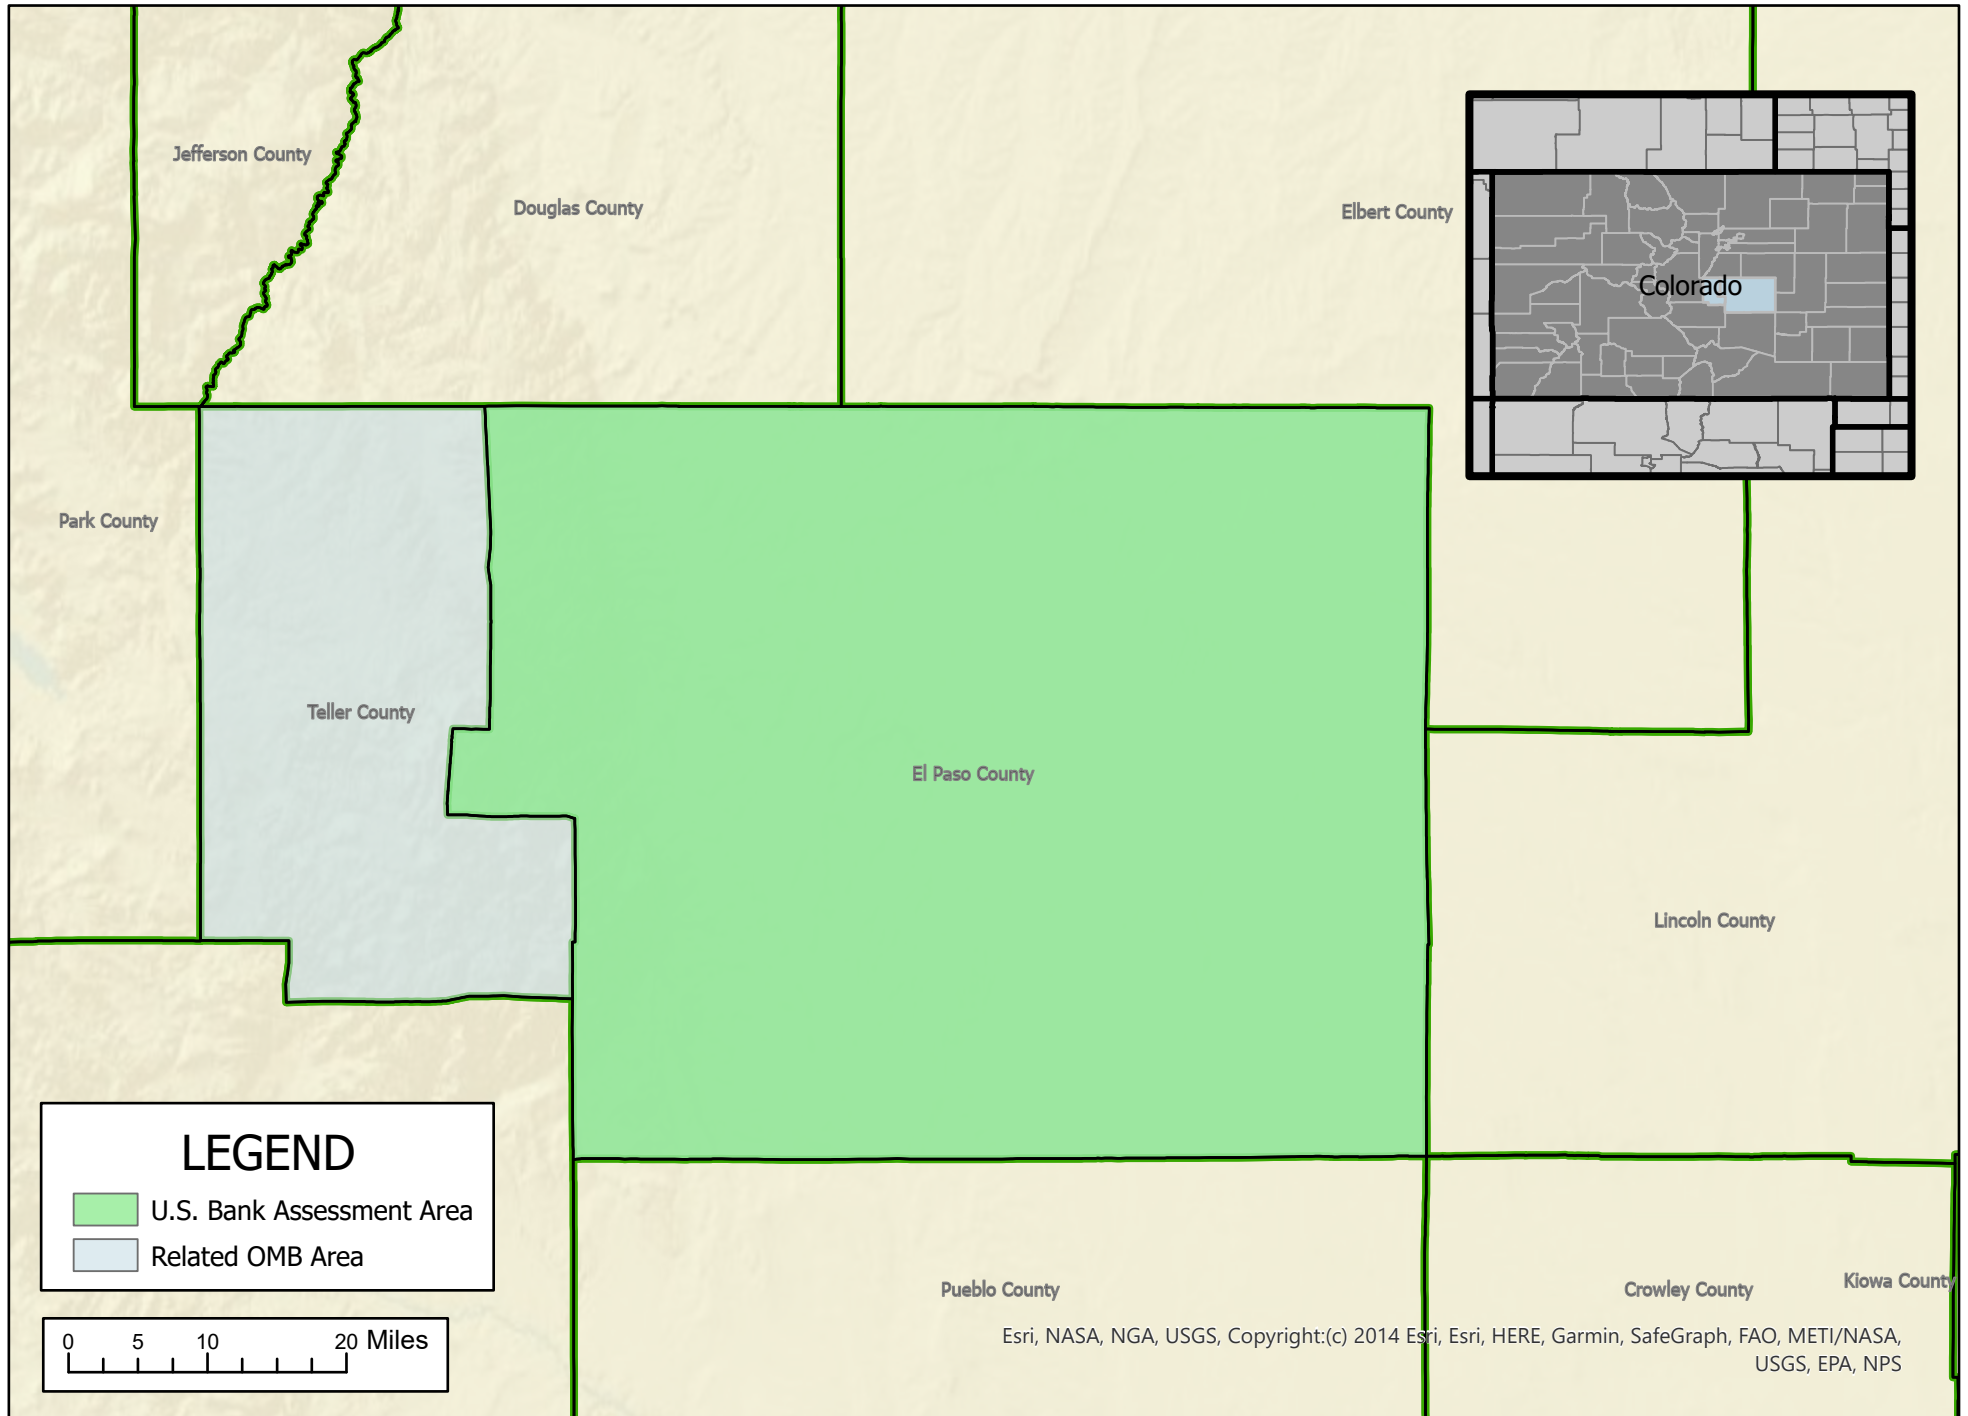 Jefferson County
Douglas County
Elbert County
Colorado
Park County
Teller County
El Paso County
Lincoln County
LEGEND
U.S. Bank Assessment Area
Related OMB Area
Pueblo County
Crowley County
Kiowa County
0 5 10 20 Miles
Esri, NASA, NGA, USGS, Copyright:(c) 2014 Esri, Esri, HERE, Garmin, SafeGraph, FAO, METI/NASA,
USGS, EPA, NPS